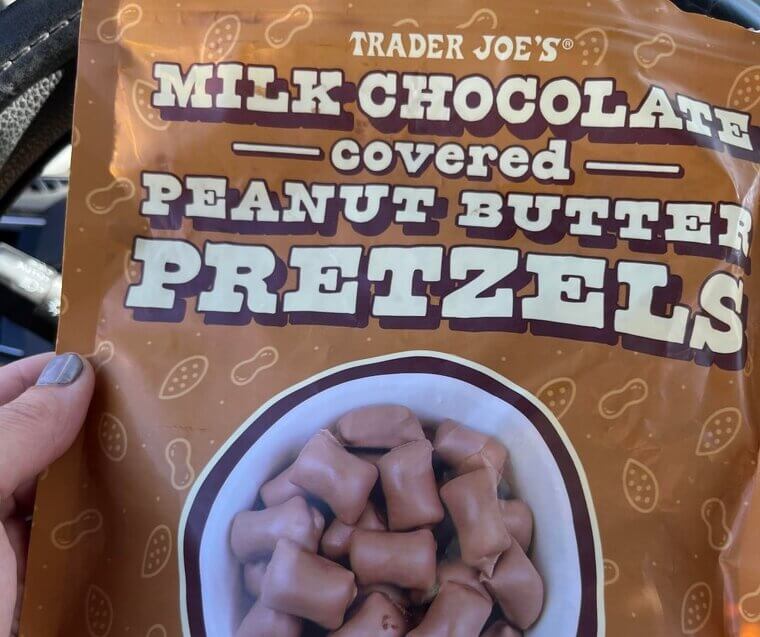 TRADER JOE'S®
MILK CHOCOLATE
covered
PEANUT BUTTER
PRETZELS